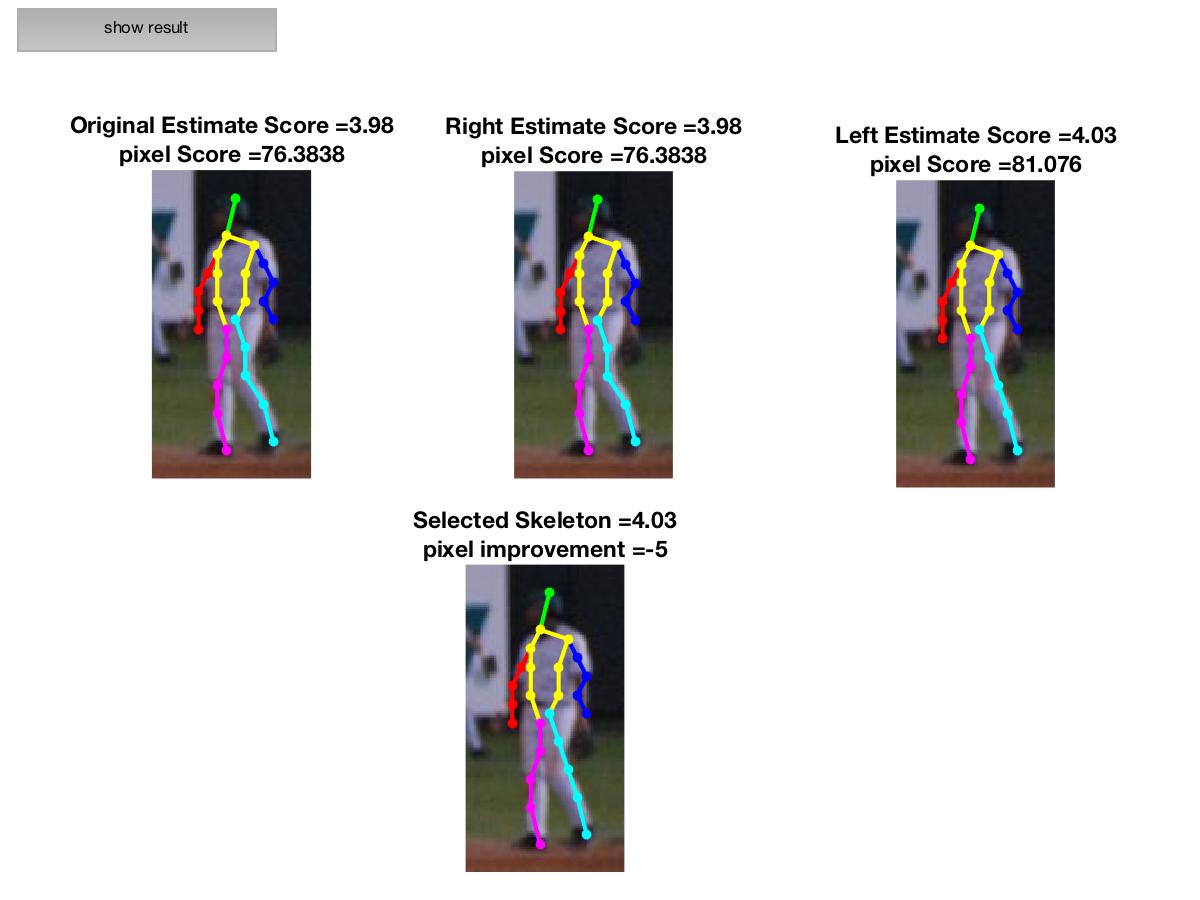 show result
Original Estimate Score =3.98
pixel Score =76.3838
Right Estimate Score =3.98
pixel Score =76.3838
Left Estimate Score =4.03
pixel Score =81.076
Selected Skeleton =4.03
pixel improvement =-5